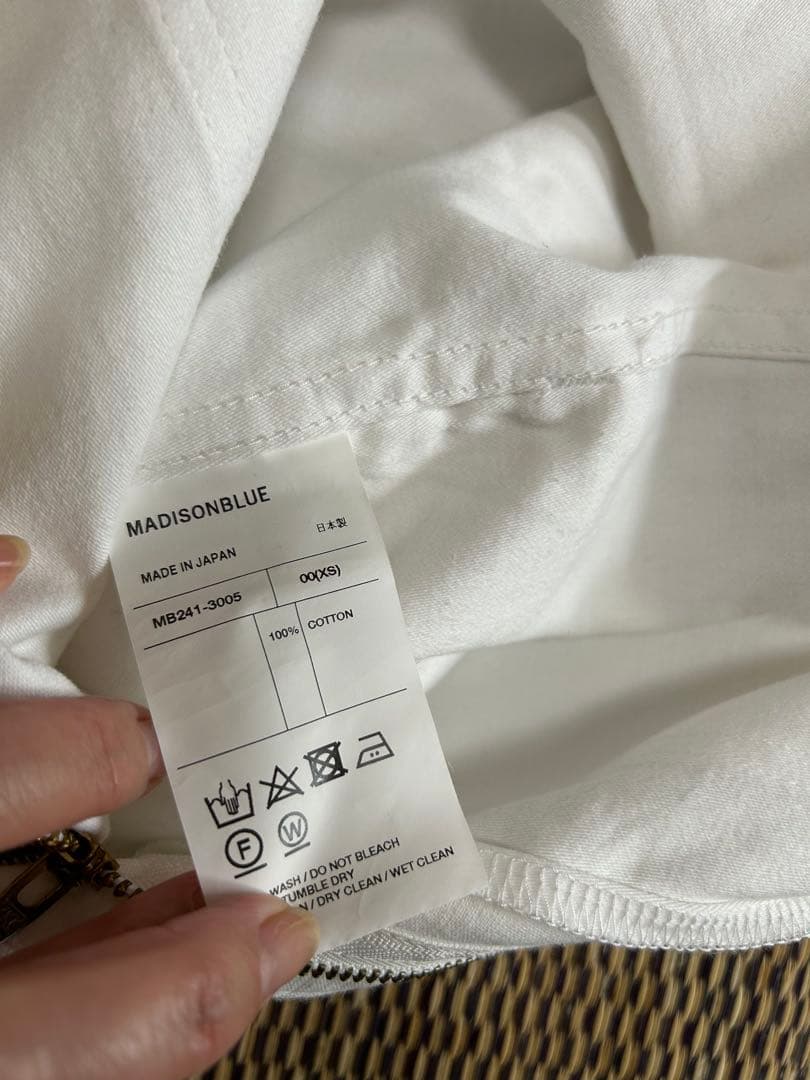 MADISONBLUE
日本製
MADE IN JAPAN
MB241-3005 00(XS)
100% COTTON
F W
WASH / DO NOT BLEACH
TUMBLE DRY
/ DRY CLEAN / WET CLEAN